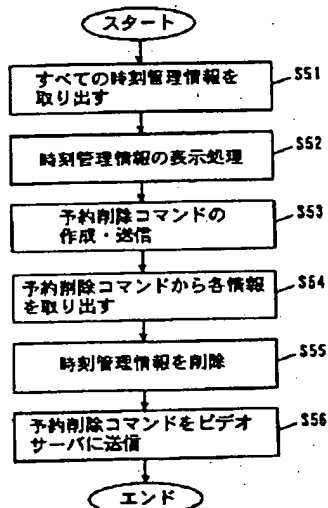 スタート
すべての時刻管理情報を
取り出す
S51
時刻管理情報の表示処理
S52
予約削除コマンドの
作成・送信
S53
予約削除コマンドから各情報
を取り出す
S54
時刻管理情報を削除
S55
予約削除コマンドをビデオ
サーバに送信
S56
エンド